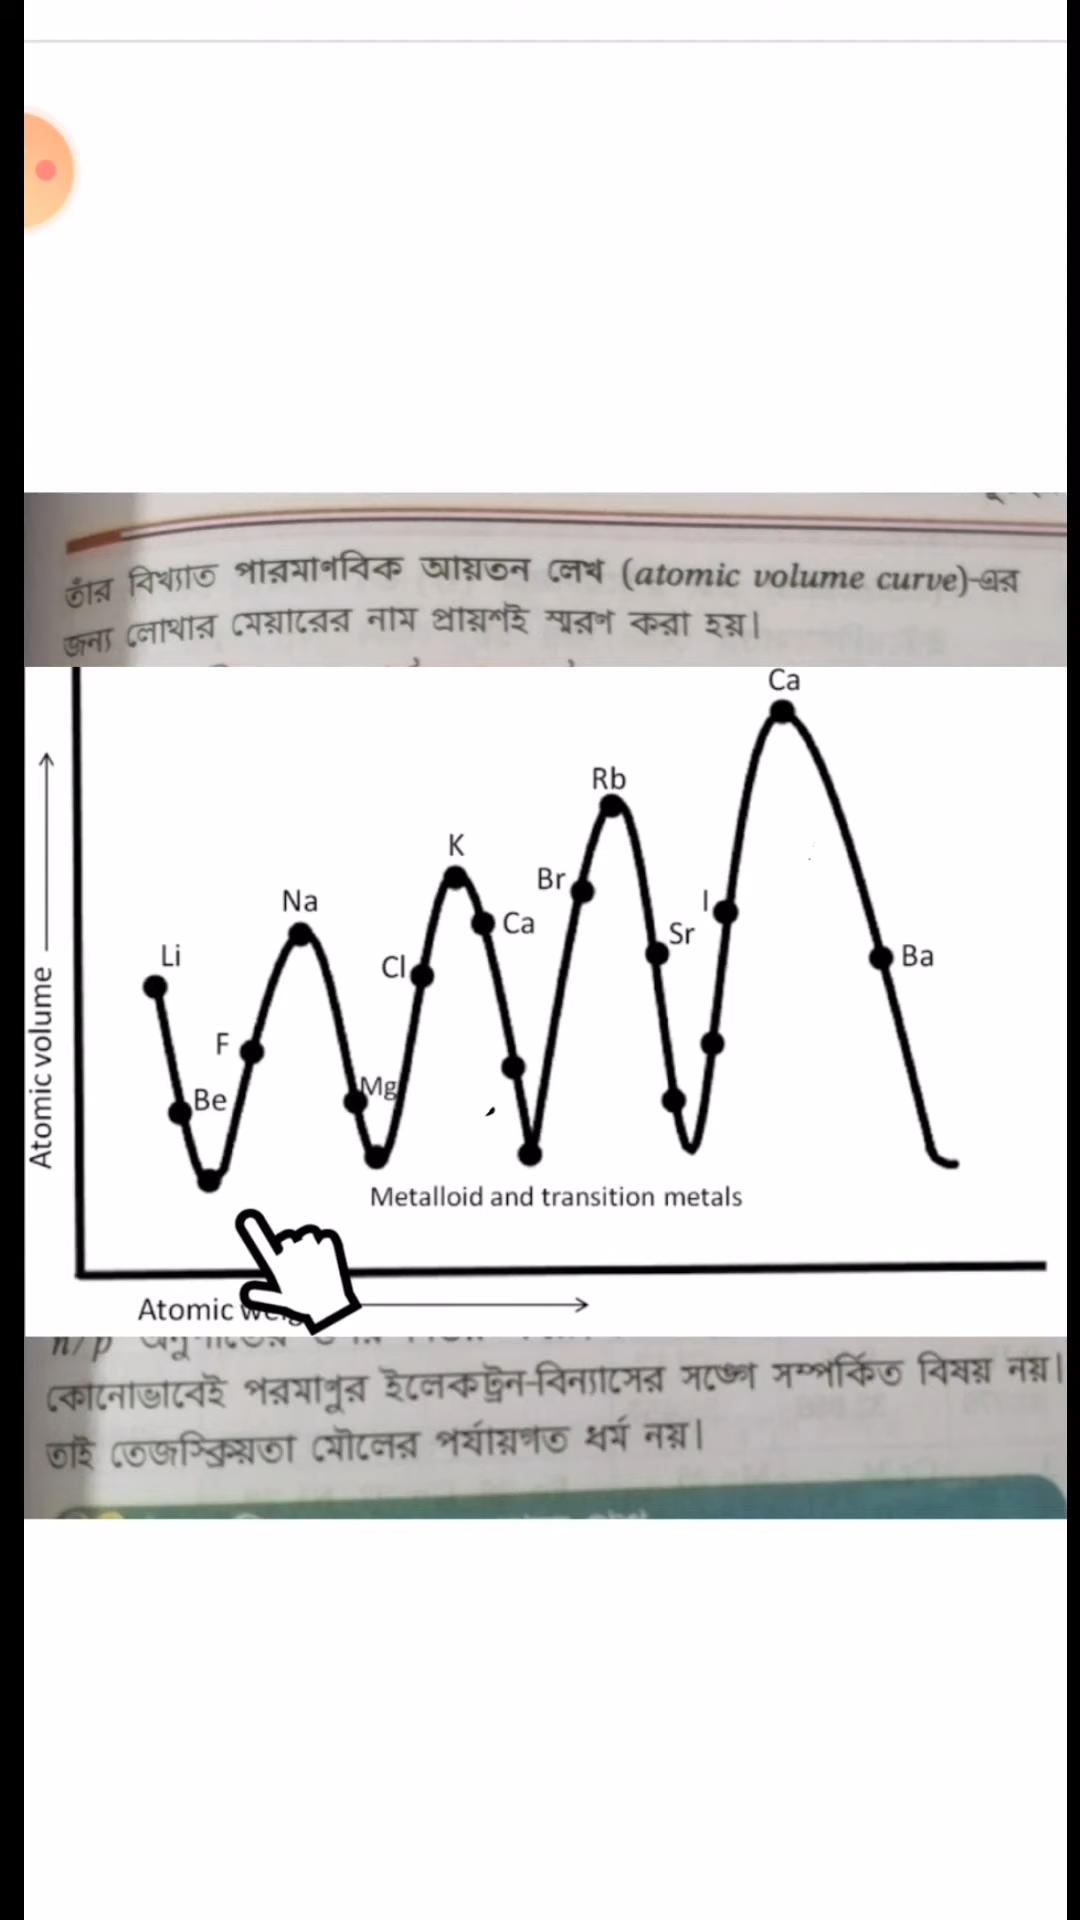 তাঁর বিখ্যাত পারমাণবিক আয়তন লেখ (atomic volume curve)-এর
জন্য লোথার মেয়ারের নাম প্রায়শই স্মরণ করা হয়।
Ca
Rb
K
Br
Na
Ca
I
Sr
Li
Cl
Ba
F
Mg
Be
Atomic volume
Metalloid and transition metals
Atomic
n/p অনুপাতের
কোনোভাবেই পরমাণুর ইলেকট্রন-বিন্যাসের সঙ্গে সম্পর্কিত বিষয় নয়।
তাই তেজস্ক্রিয়তা মৌলের পর্যায়গত ধর্ম নয়।